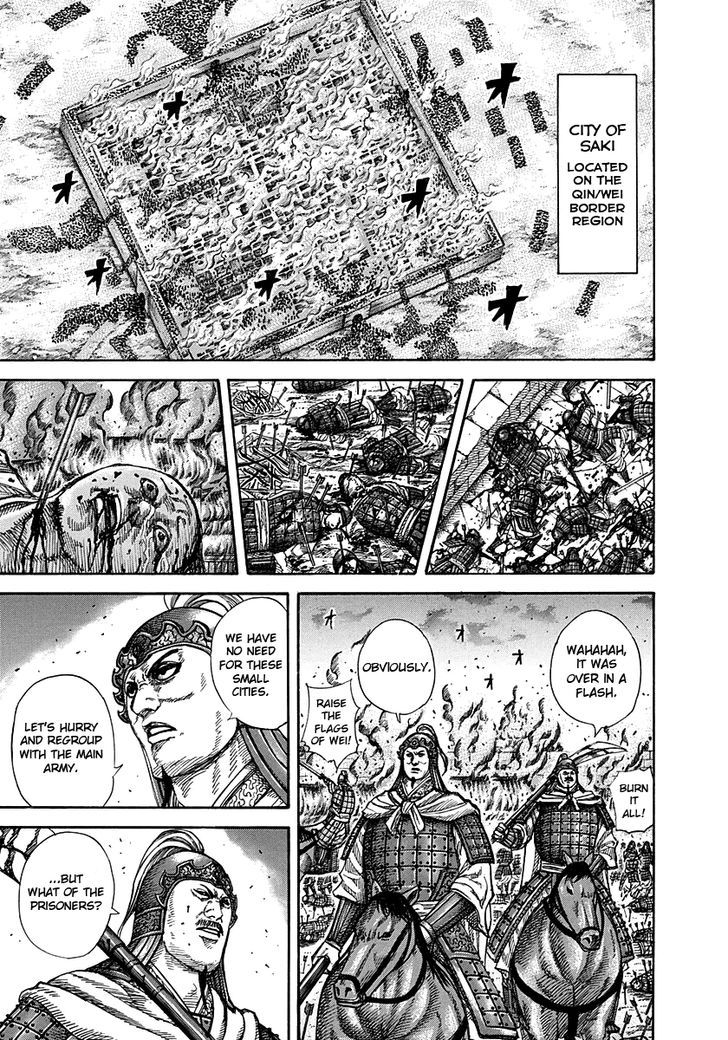 CITY OF
SAKI
LOCATED
ON THE
QIN/WEI
BORDER
REGION
WAHAHAH,
IT WAS
OVER IN A
FLASH.
BURN
IT ALL!
OBVIOUSLY.
RAISE
THE
FLAGS
OF WEI!
WE HAVE
NO NEED
FOR THESE
SMALL
CITIES.
LET'S HURRY
AND REGROUP
WITH THE MAIN
ARMY.
...BUT
WHAT OF THE
PRISONERS?